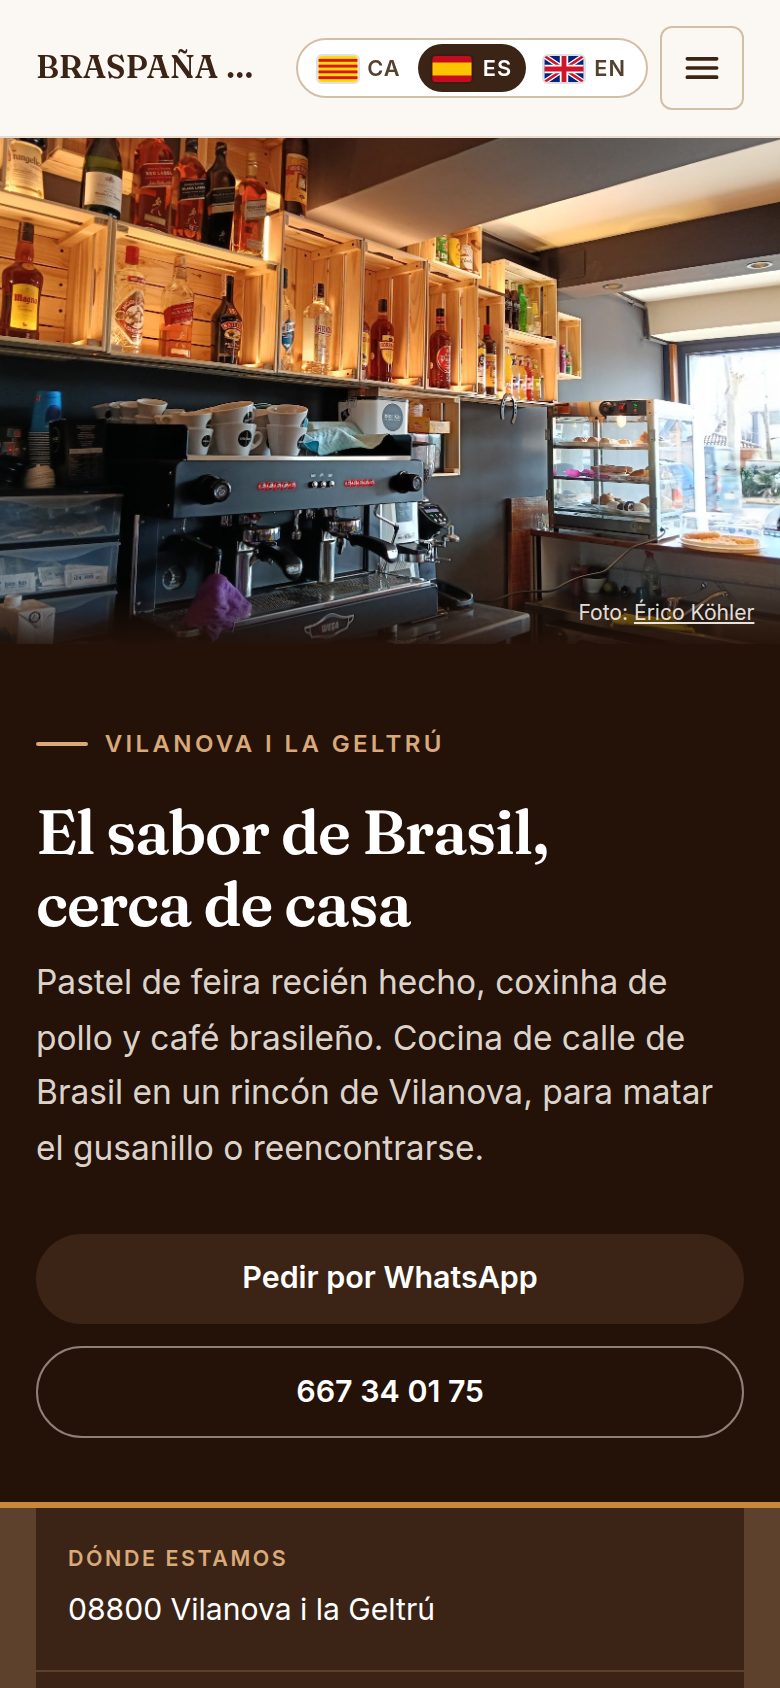 BRASPAÑA ...
CA
ES
EN
Foto: Érico Köhler
VILANOVA I LA GELTRÚ
El sabor de Brasil,
cerca de casa
Pastel de feira recién hecho, coxinha de
pollo y café brasileño. Cocina de calle de
Brasil en un rincón de Vilanova, para matar
el gusanillo o reencontrarse.
Pedir por WhatsApp
667 34 01 75
DÓNDE ESTAMOS
08800 Vilanova i la Geltrú